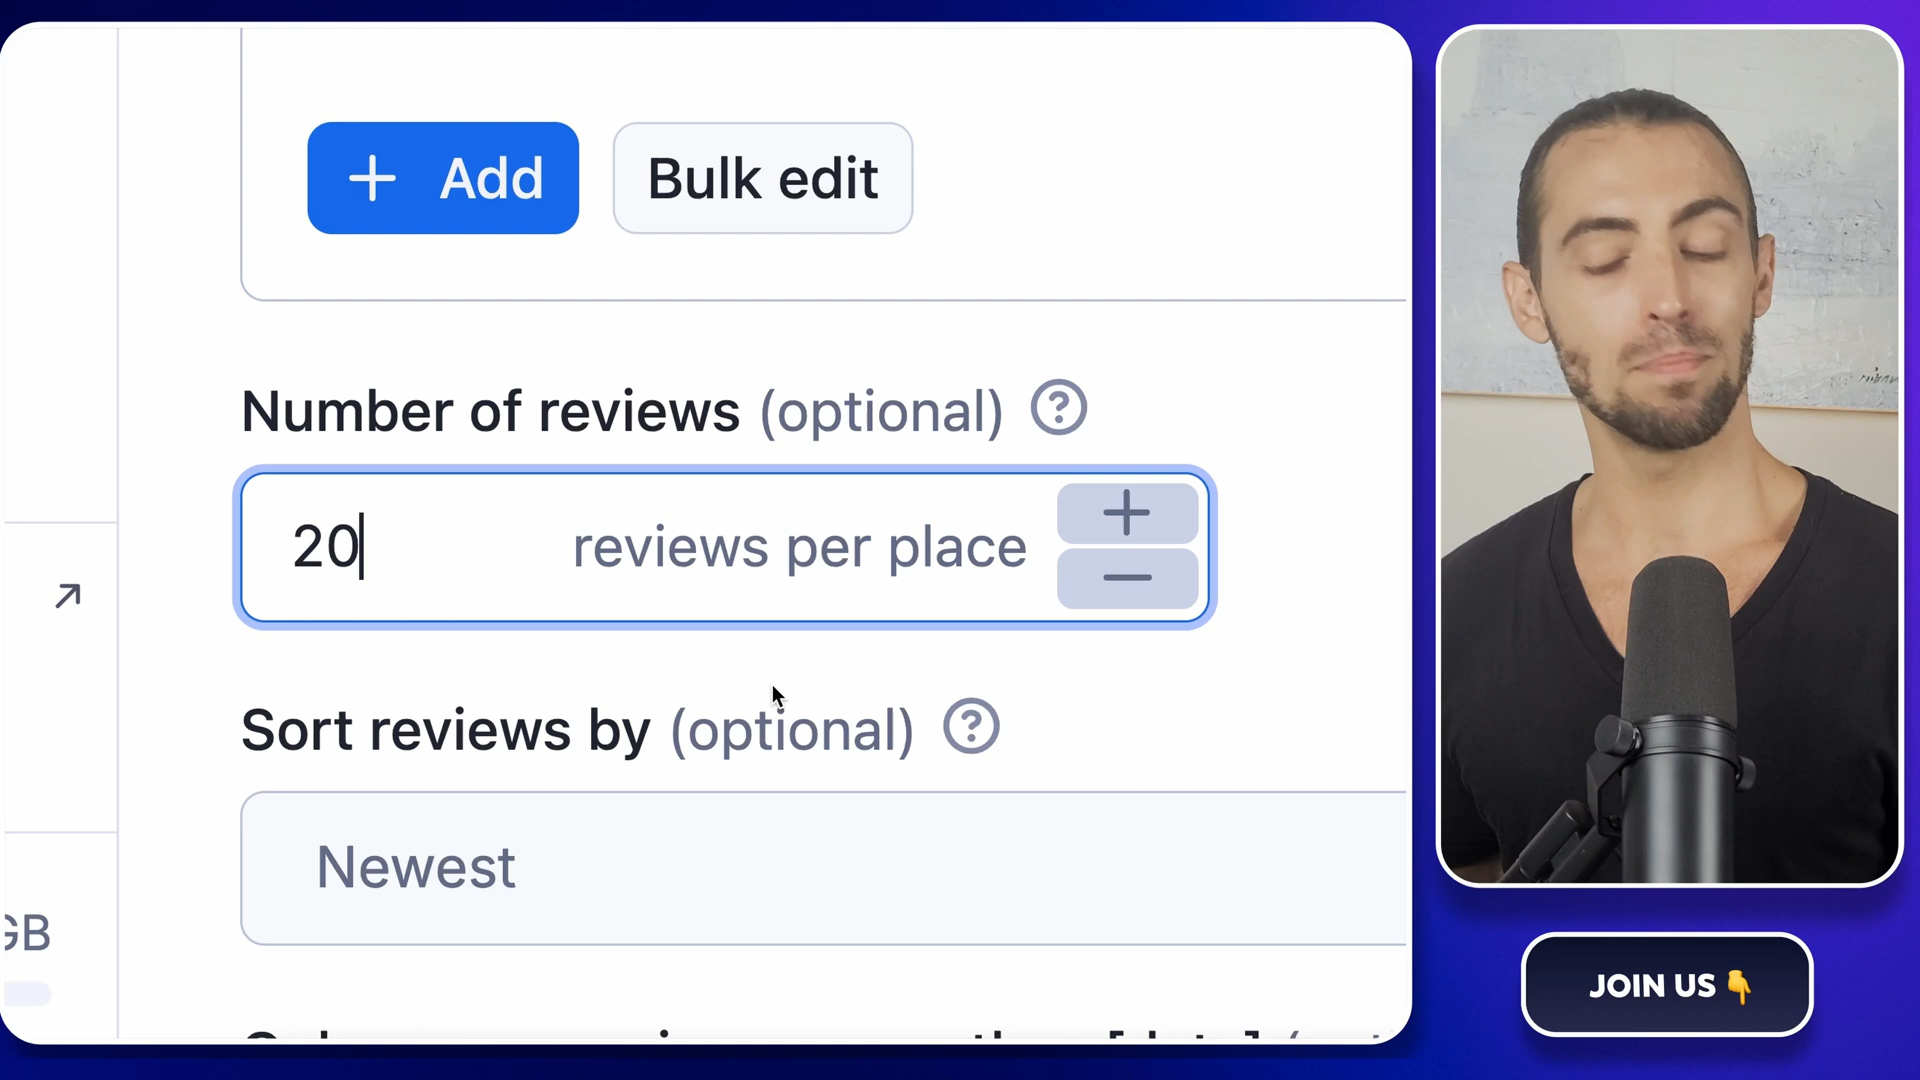 + Add
Bulk edit
Number of reviews (optional) ?
20 reviews per place + −
Sort reviews by (optional) ?
Newest
GB
JOIN US 👇